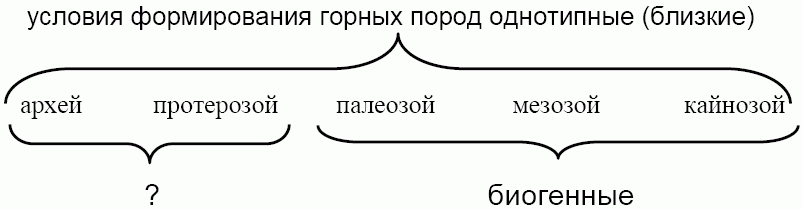 условия формирования горных пород однотипные (близкие)
архей протерозой палеозой мезозой кайнозой
? биогенные